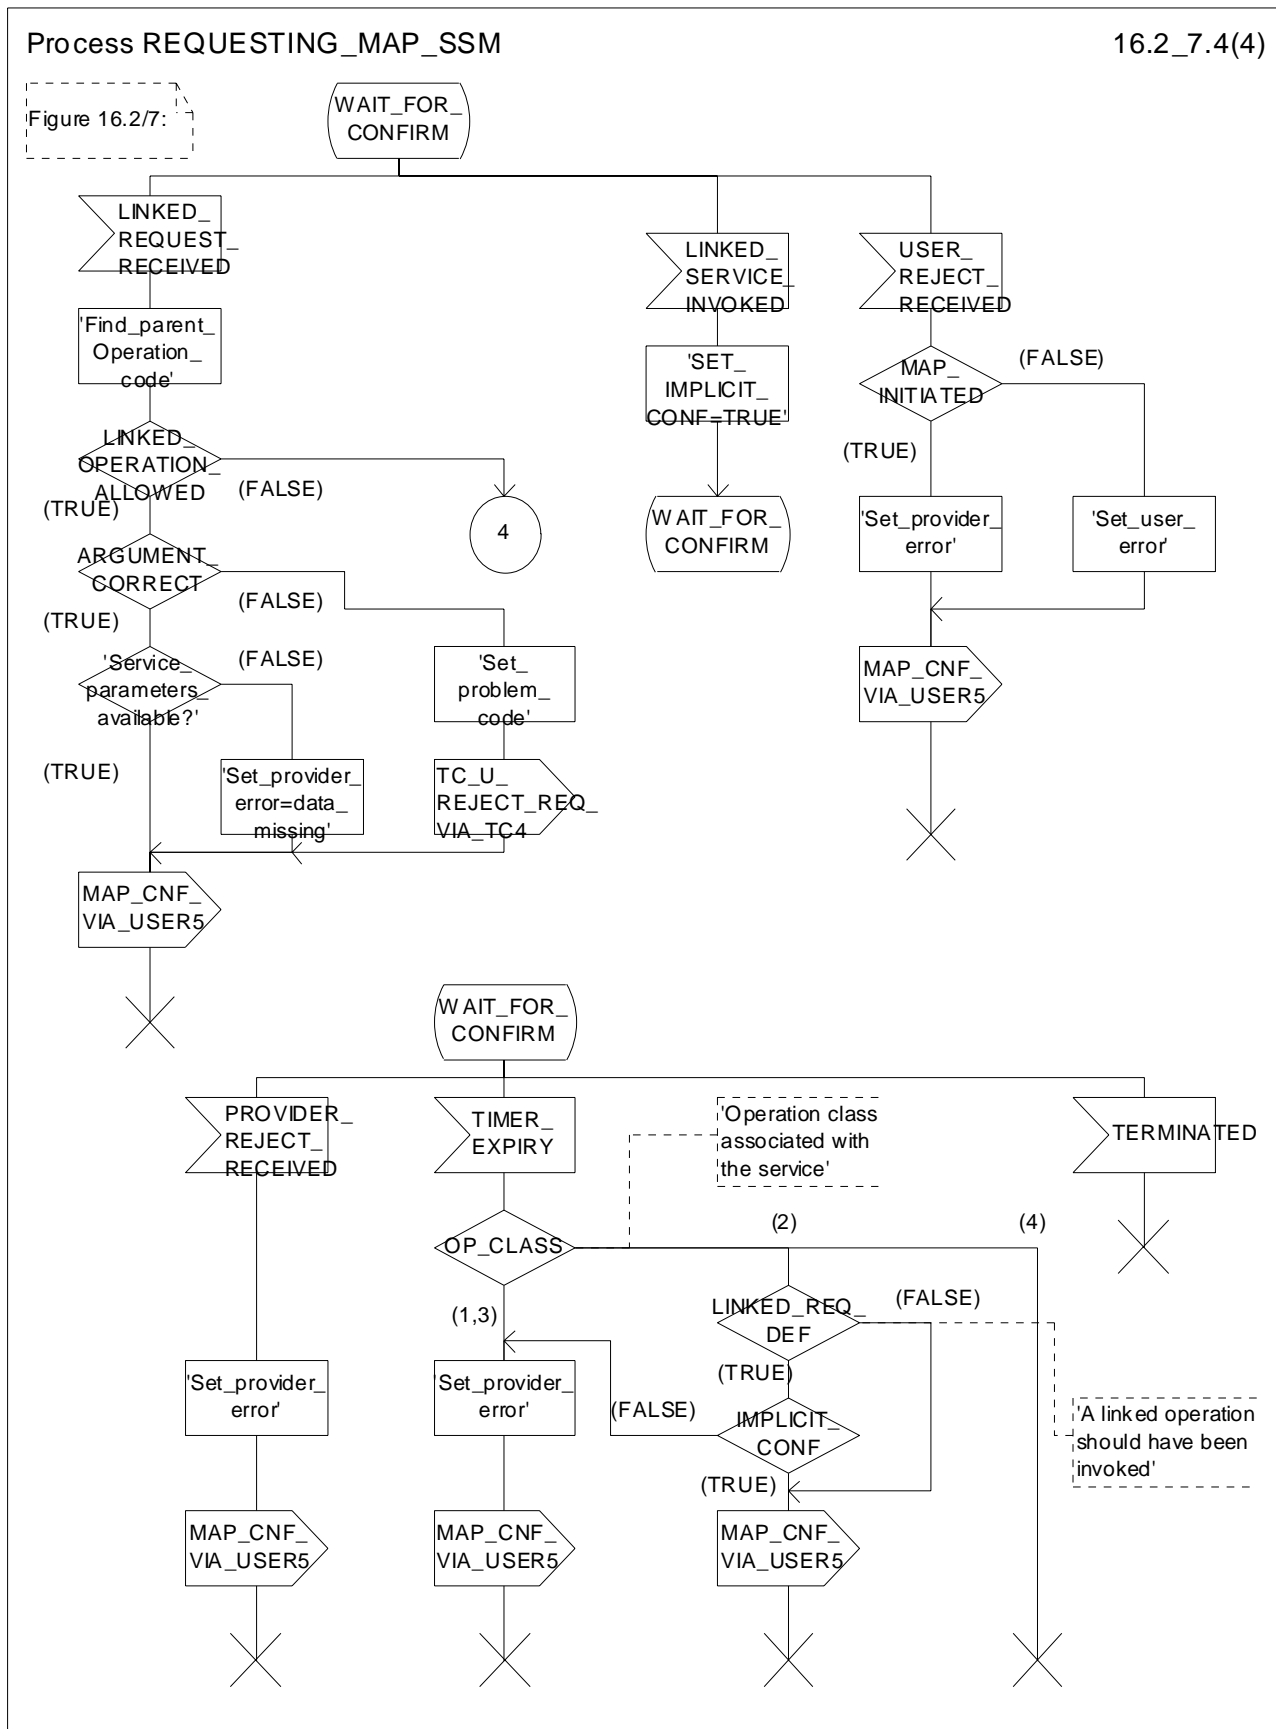 Process REQUESTING_MAP_SSM
16.2_7.4(4)
Figure 16.2/7:
WAIT_FOR_
CONFIRM
LINKED_
REQUEST_
RECEIVED
LINKED_
SERVICE_
INVOKED
USER_
REJECT_
RECEIVED
'Find_parent_
Operation_
code'
'SET_
IMPLICIT_
CONF=TRUE'
MAP_
INITIATED
(FALSE)
(TRUE)
LINKED_
OPERATION_
ALLOWED
(FALSE)
(TRUE)
4
WAIT_FOR_
CONFIRM
'Set_provider_
error'
'Set_user_
error'
ARGUMENT_
CORRECT
(FALSE)
(TRUE)
'Service_
parameters_
available?'
(FALSE)
'Set_
problem_
code'
MAP_CNF_
VIA_USER5
(TRUE)
'Set_provider_
error=data_
missing'
TC_U_
REJECT_REQ_
VIA_TC4
MAP_CNF_
VIA_USER5
WAIT_FOR_
CONFIRM
PROVIDER_
REJECT_
RECEIVED
TIMER_
EXPIRY
'Operation class
associated with
the service'
TERMINATED
OP_CLASS
(2)
(4)
(1,3)
LINKED_REQ_
DEF
(FALSE)
(TRUE)
'Set_provider_
error'
'Set_provider_
error'
(FALSE)
IMPLICIT_
CONF
'A linked operation
should have been
invoked'
(TRUE)
MAP_CNF_
VIA_USER5
MAP_CNF_
VIA_USER5
MAP_CNF_
VIA_USER5